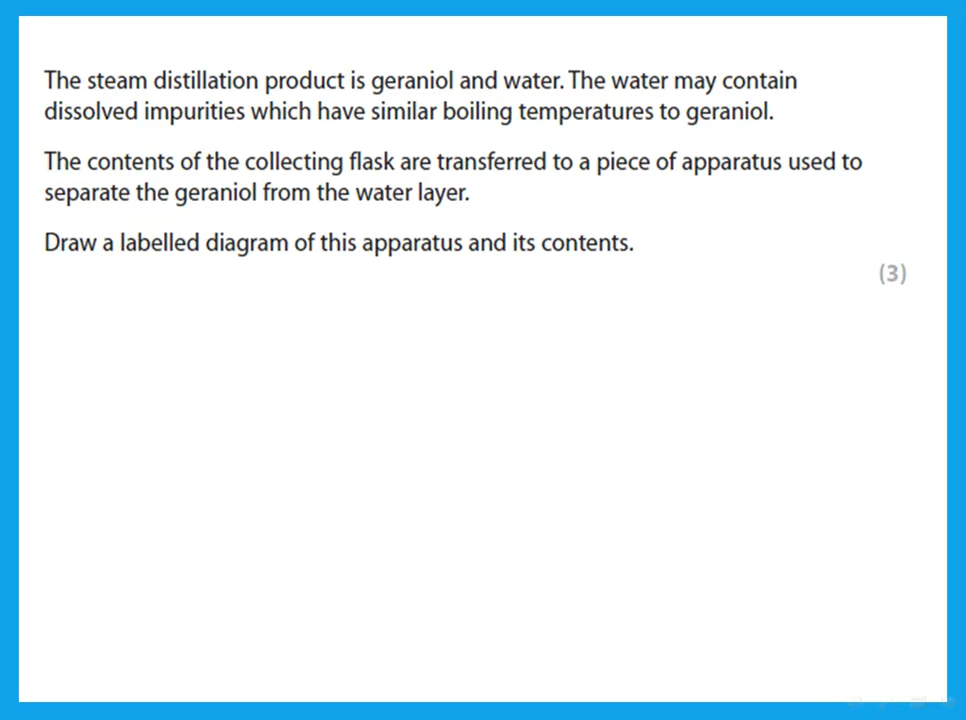 The steam distillation product is geraniol and water. The water may contain
dissolved impurities which have similar boiling temperatures to geraniol.
The contents of the collecting flask are transferred to a piece of apparatus used to
separate the geraniol from the water layer.
Draw a labelled diagram of this apparatus and its contents.
(3)